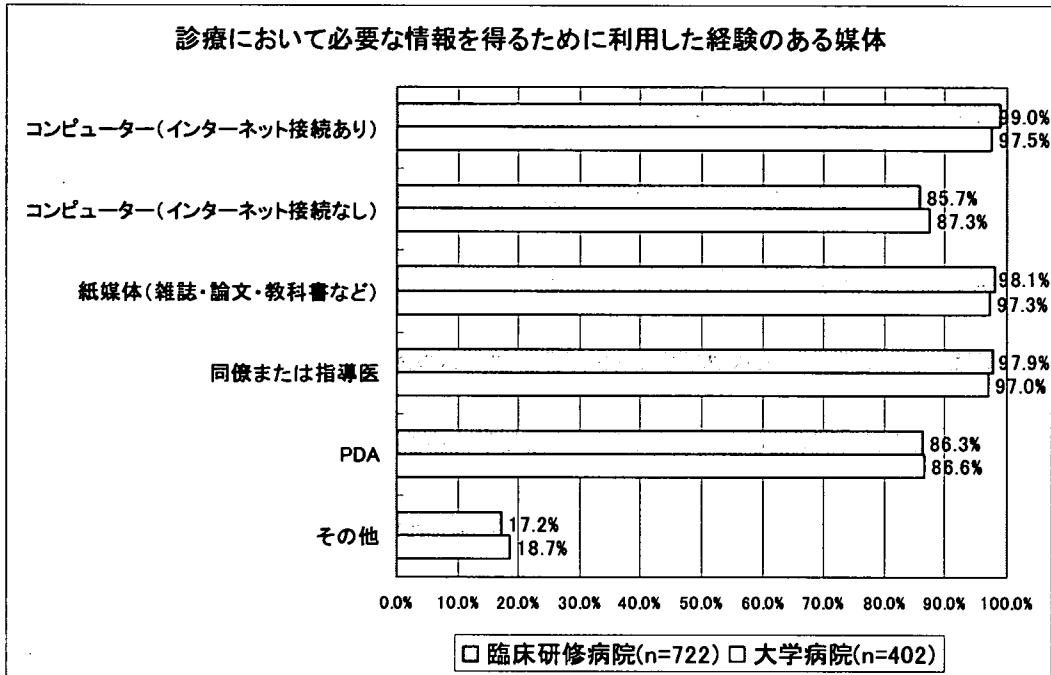 診療において必要な情報を得るために利用した経験のある媒体
コンピューター(インターネット接続あり)
99.0%
97.5%
コンピューター(インターネット接続なし)
85.7%
87.3%
紙媒体(雑誌・論文・教科書など)
98.1%
97.3%
同僚または指導医
97.9%
97.0%
PDA
86.3%
86.6%
その他
17.2%
18.7%
0.0% 10.0% 20.0% 30.0% 40.0% 50.0% 60.0% 70.0% 80.0% 90.0% 100.0%
臨床研修病院(n=722) 大学病院(n=402)